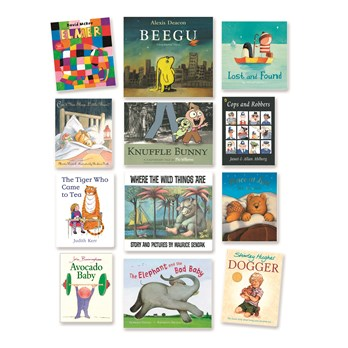 David McKee
ELMER
Alexis Deacon
BEEGU
Lost and Found
Can't You Sleep, Little Bear?
KNUFFLE BUNNY
Mo Willems
Cops and Robbers
Janet & Allan Ahlberg
The Tiger Who
Came to
Tea
Judith Kerr
WHERE THE WILD THINGS ARE
STORY AND PICTURES BY MAURICE SENDAK
John Burningham
Avocado
Baby
The Elephant and the
Bad Baby
Shirley Hughes
DOGGER